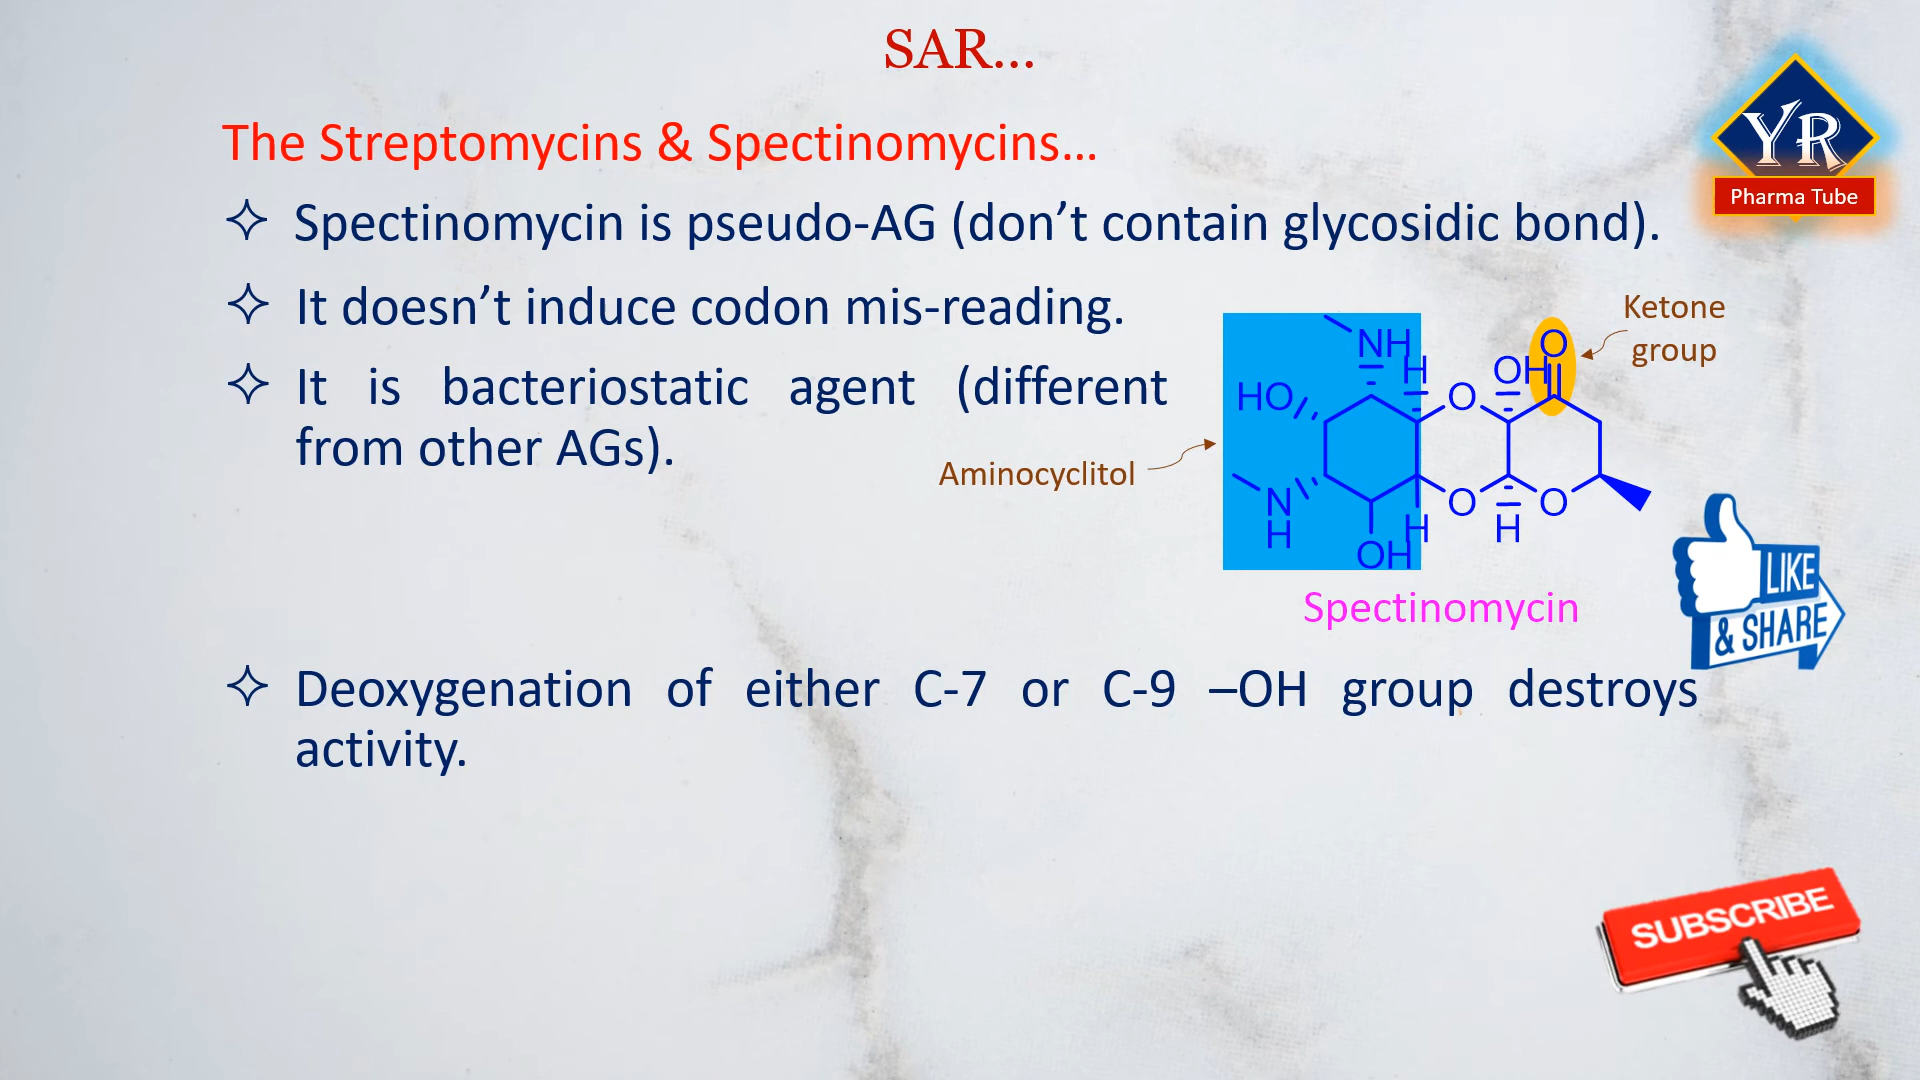 SAR...
YR
Pharma Tube
The Streptomycins & Spectinomycins...
Spectinomycin is pseudo-AG (don't contain glycosidic bond).
It doesn't induce codon mis-reading.
It is bacteriostatic agent (different
from other AGs).
Ketone
group
Aminocyclitol
NH
H
OH
O
HO
O
N
H
O
O
H
H
OH
Spectinomycin
LIKE
& SHARE
Deoxygenation of either C-7 or C-9 –OH group destroys
activity.
SUBSCRIBE